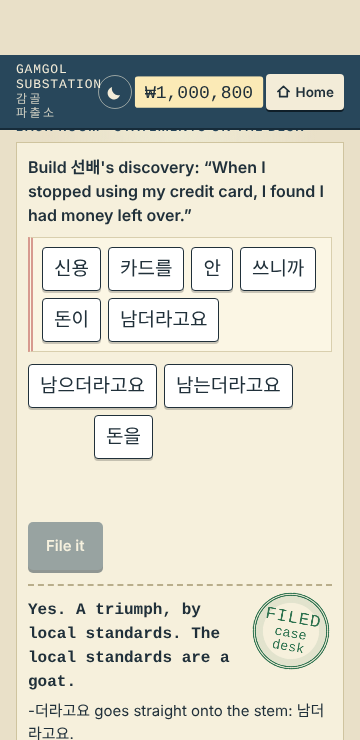 GAMGOL
SUBSTATION
감골
파출소
₩1,000,800
Home
Build 선배's discovery: “When I
stopped using my credit card, I found I
had money left over.”
신용 카드를 안 쓰니까
돈이 남더라고요
남으더라고요 남는더라고요
돈을
File it
Yes. A triumph, by
local standards. The
local standards are a
goat.
FILED
case
desk
-더라고요 goes straight onto the stem: 남더
라고요.